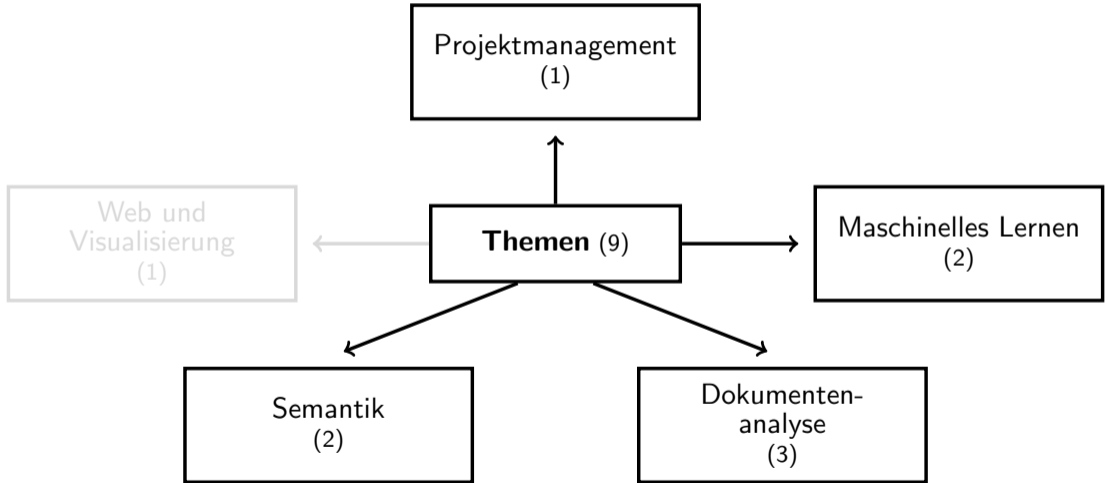 Projektmanagement
(1)
Web und
Visualisierung
(1)
Themen (9)
Maschinelles Lernen
(2)
Semantik
(2)
Dokumenten-
analyse
(3)